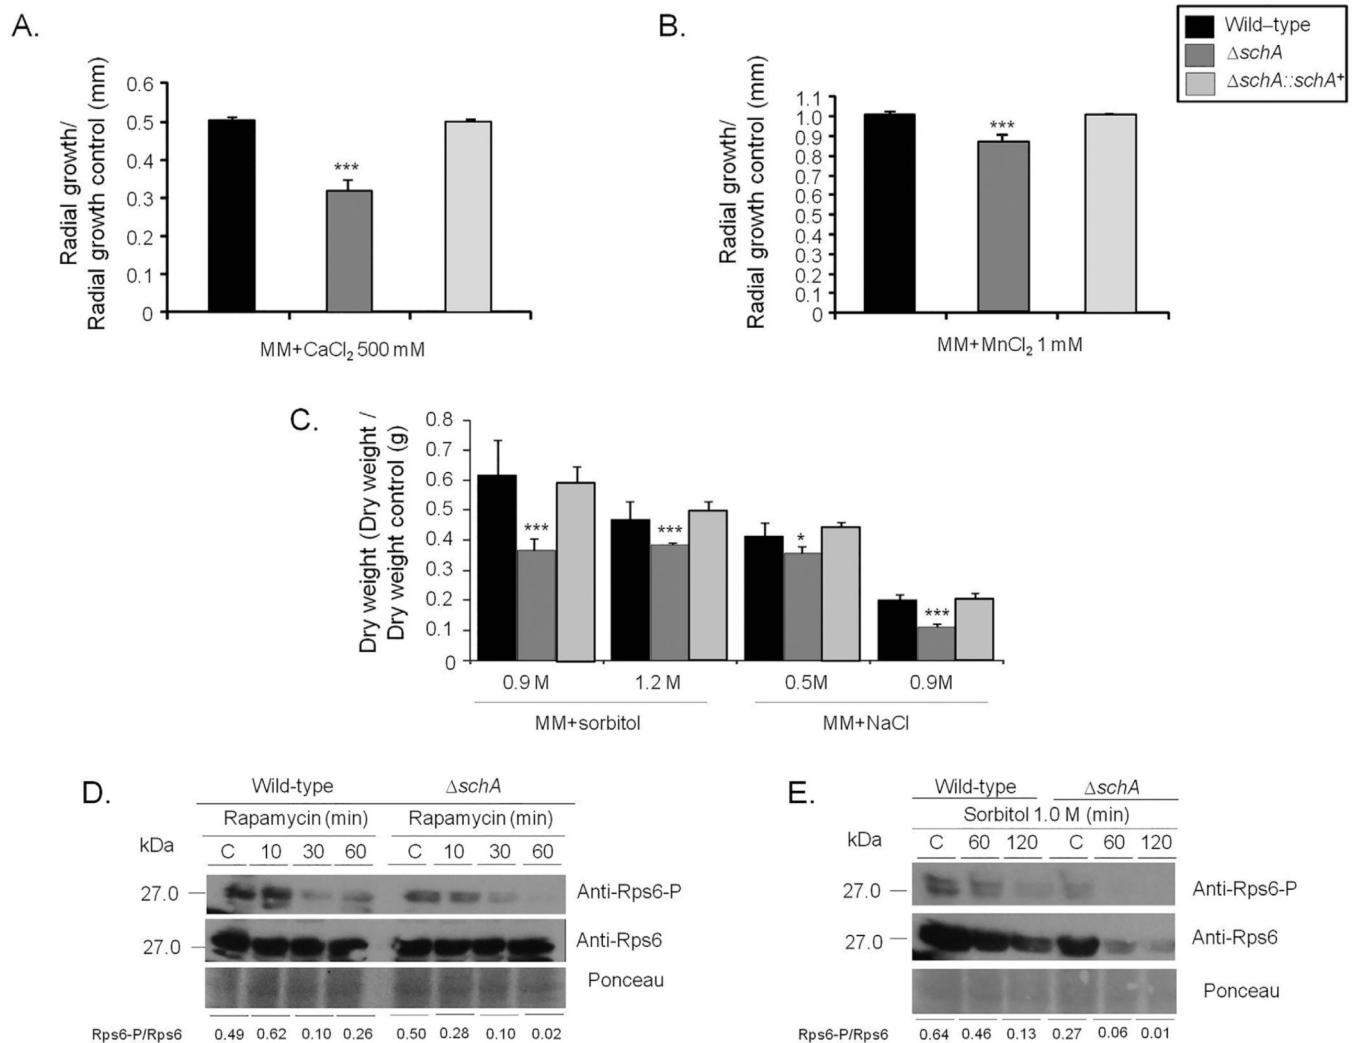 A.
Radial growth/
Radial growth control (mm)
0.6
0.5
0.4
0.3
0.2
0.1
0
***
MM+CaCl₂ 500 mM
B.
Radial growth/
Radial growth control (mm)
1.1
1.0
0.9
0.8
0.7
0.6
0.5
0.4
0.3
0.2
0.1
0
***
MM+MnCl₂ 1 mM
Wild–type
ΔschA
ΔschA::schA⁺
C.
Dry weight (Dry weight /
Dry weight control (g)
0.8
0.7
0.6
0.5
0.4
0.3
0.2
0.1
0
*** *** * ***
0.9 M 1.2 M 0.5M 0.9M
MM+sorbitol MM+NaCl
D.
Wild-type ΔschA
Rapamycin (min) Rapamycin (min)
kDa C 10 30 60 C 10 30 60
27.0 Anti-Rps6-P
27.0 Anti-Rps6
Ponceau
Rps6-P/Rps6 0.49 0.62 0.10 0.26 0.50 0.28 0.10 0.02
E.
Wild-type ΔschA
Sorbitol 1.0 M (min)
kDa C 60 120 C 60 120
27.0 Anti-Rps6-P
27.0 Anti-Rps6
Ponceau
Rps6-P/Rps6 0.64 0.46 0.13 0.27 0.06 0.01